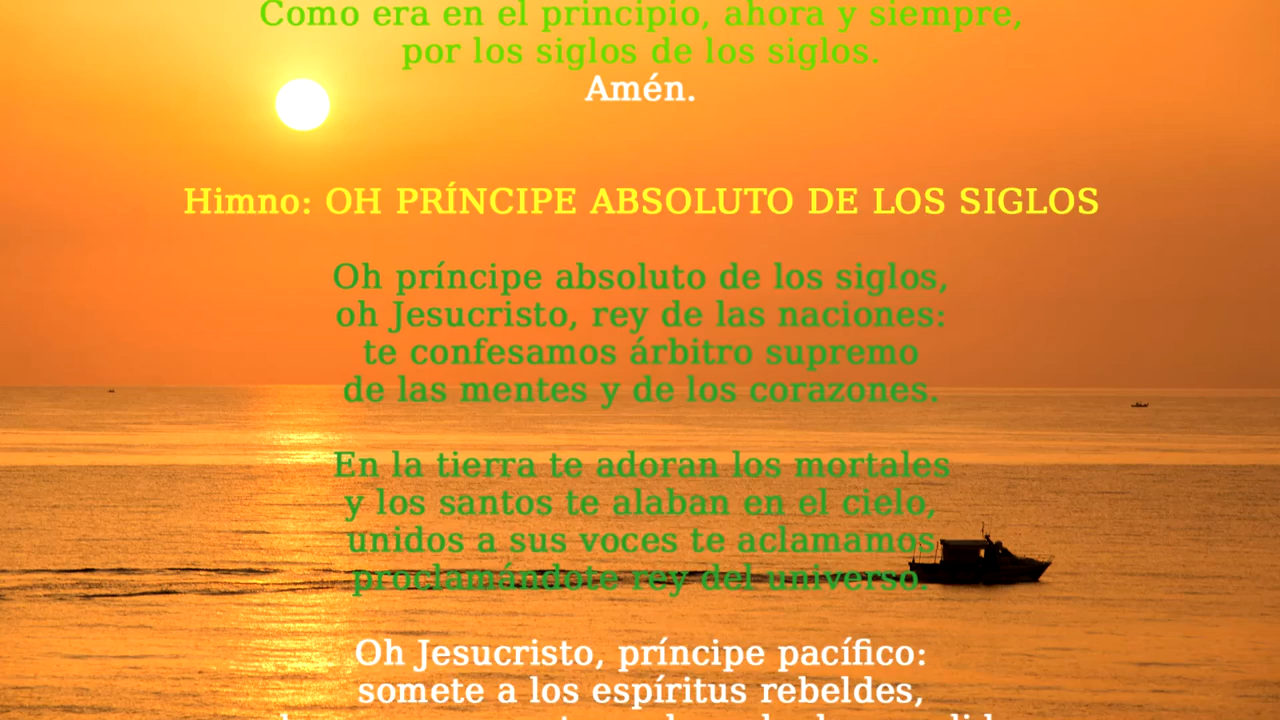 Como era en el principio, ahora y siempre,
por los siglos de los siglos.
Amén.
Himno: OH PRÍNCIPE ABSOLUTO DE LOS SIGLOS
Oh príncipe absoluto de los siglos,
oh Jesucristo, rey de las naciones:
te confesamos árbitro supremo
de las mentes y de los corazones.
En la tierra te adoran los mortales
y los santos te alaban en el cielo,
unidos a sus voces te aclamamos
proclamándote rey del universo.
Oh Jesucristo, príncipe pacífico:
somete a los espíritus rebeldes,